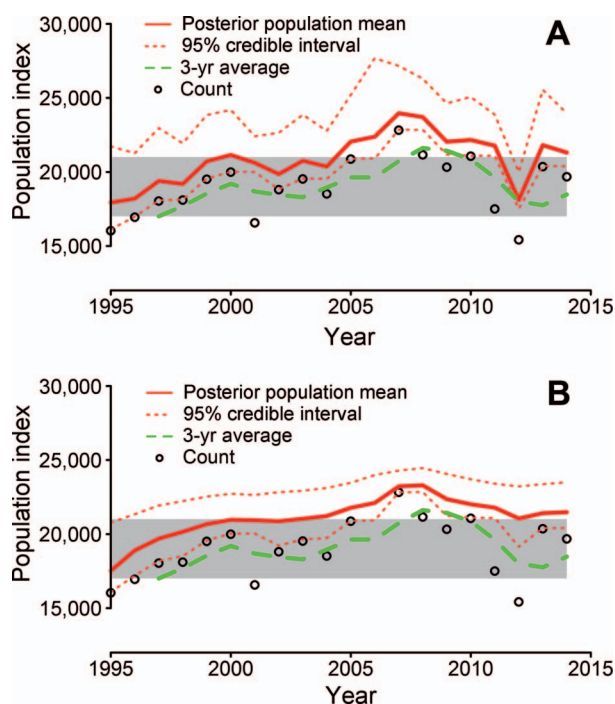 A
Posterior population mean
95% credible interval
3-yr average
Count
Population index
30,000
25,000
20,000
15,000
1995
2000
2005
2010
2015
Year
B
Posterior population mean
95% credible interval
3-yr average
Count
Population index
30,000
25,000
20,000
15,000
1995
2000
2005
2010
2015
Year